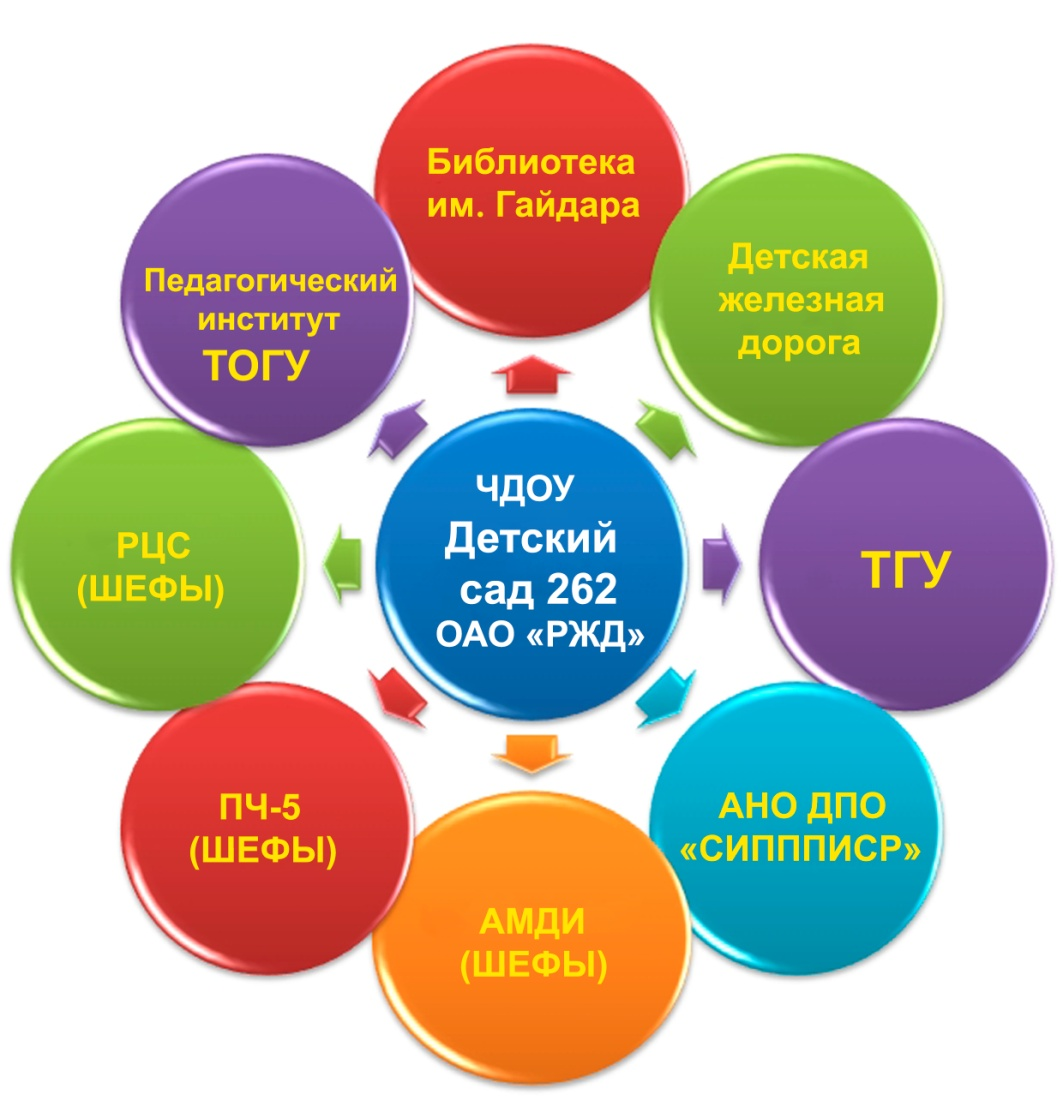 Библиотека
им. Гайдара
Детская
железная
дорога
ТГУ
АНО ДПО
«СИПППИСР»
АМДИ
(ШЕФЫ)
ПЧ-5
(ШЕФЫ)
РЦС
(ШЕФЫ)
Педагогический
институт
ТОГУ
ЧДОУ
Детский
сад 262
ОАО «РЖД»